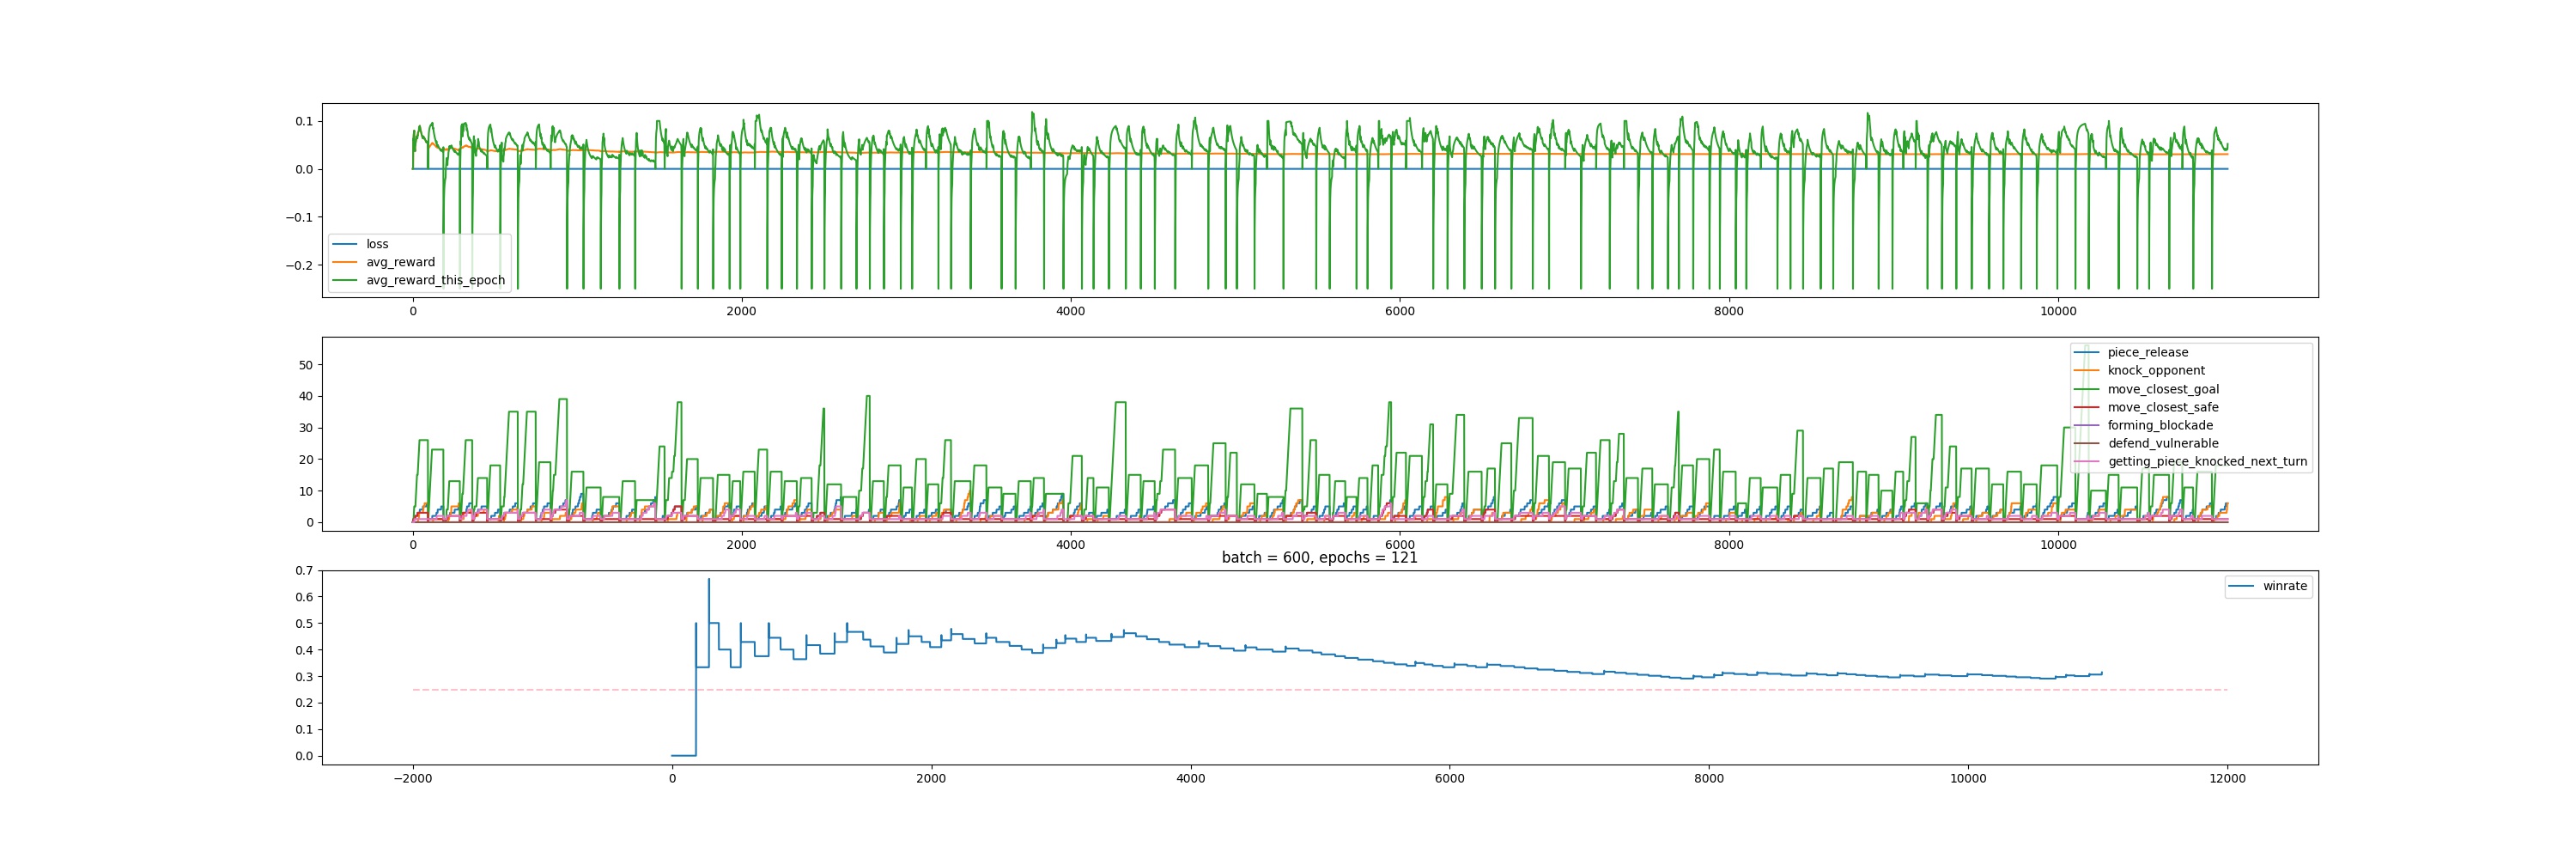 0.1
0.0
−0.1
−0.2
loss
avg_reward
avg_reward_this_epoch
0 2000 4000 6000 8000 10000
50
40
30
20
10
0
piece_release
knock_opponent
move_closest_goal
move_closest_safe
forming_blockade
defend_vulnerable
getting_piece_knocked_next_turn
0 2000 4000 6000 8000 10000
batch = 600, epochs = 121
0.7
0.6
0.5
0.4
0.3
0.2
0.1
0.0
winrate
−2000 0 2000 4000 6000 8000 10000 12000